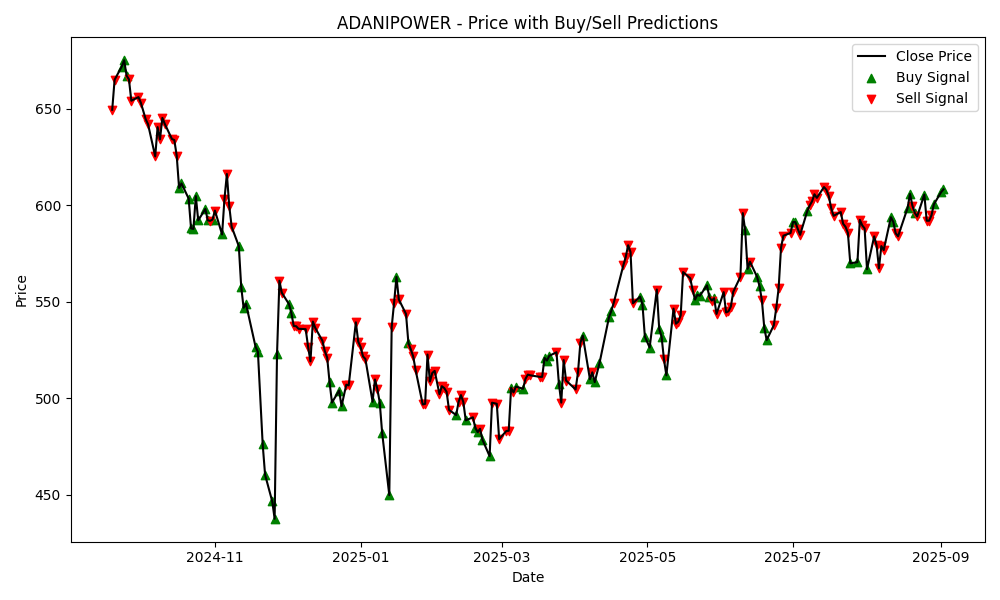 ADANIPOWER - Price with Buy/Sell Predictions
Close Price
Buy Signal
Sell Signal
Price
650
600
550
500
450
2024-11
2025-01
2025-03
2025-05
2025-07
2025-09
Date